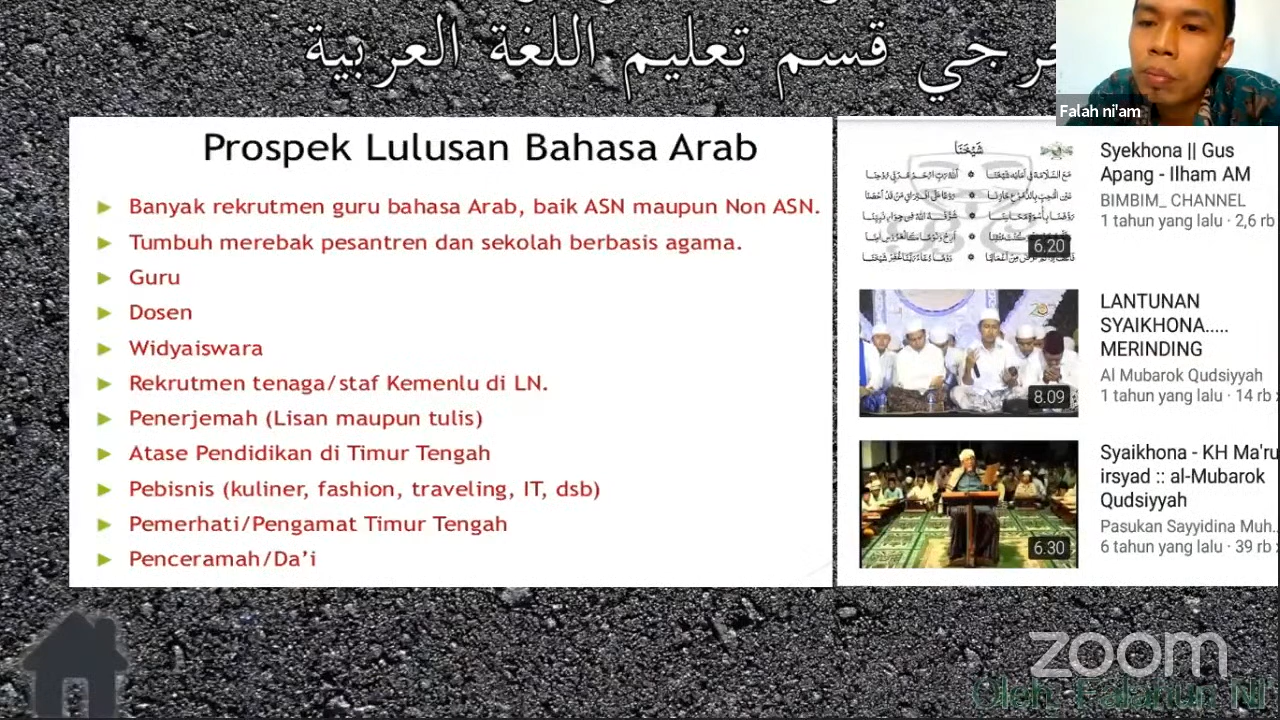 قسم تعليم اللغة العربية
Falah ni'am
Prospek Lulusan Bahasa Arab
Banyak rekrutmen guru bahasa Arab, baik ASN maupun Non ASN.
Tumbuh merebak pesantren dan sekolah berbasis agama.
Guru
Dosen
Widyaiswara
Rekrutmen tenaga/staf Kemenlu di LN.
Penerjemah (Lisan maupun tulis)
Atase Pendidikan di Timur Tengah
Pebisnis (kuliner, fashion, traveling, IT, dsb)
Pemerhati/Pengamat Timur Tengah
Penceramah/Da'i
شَيْخَنَا
6.20
Syekhona || Gus
Apang - Ilham AM
BIMBIM_ CHANNEL
1 tahun yang lalu · 2,6 rb
8.09
LANTUNAN
SYAIKHONA.....
MERINDING
Al Mubarok Qudsiyyah
1 tahun yang lalu · 14 rb
6.30
Syaikhona - KH Ma'ru
irsyad :: al-Mubarok
Qudsiyyah
Pasukan Sayyidina Muh..
6 tahun yang lalu · 39 rb
zoom
Oleh: Falahun Ni